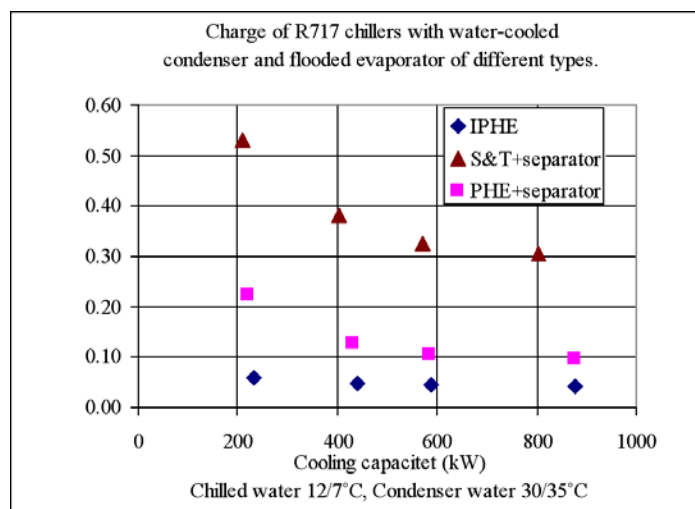 Charge of R717 chillers with water-cooled
condenser and flooded evaporator of different types.
0.60
0.50
0.40
0.30
0.20
0.10
0.00
IPHE
S&T+separator
PHE+separator
0 200 400 600 800 1000
Cooling capacitet (kW)
Chilled water 12/7°C, Condenser water 30/35°C